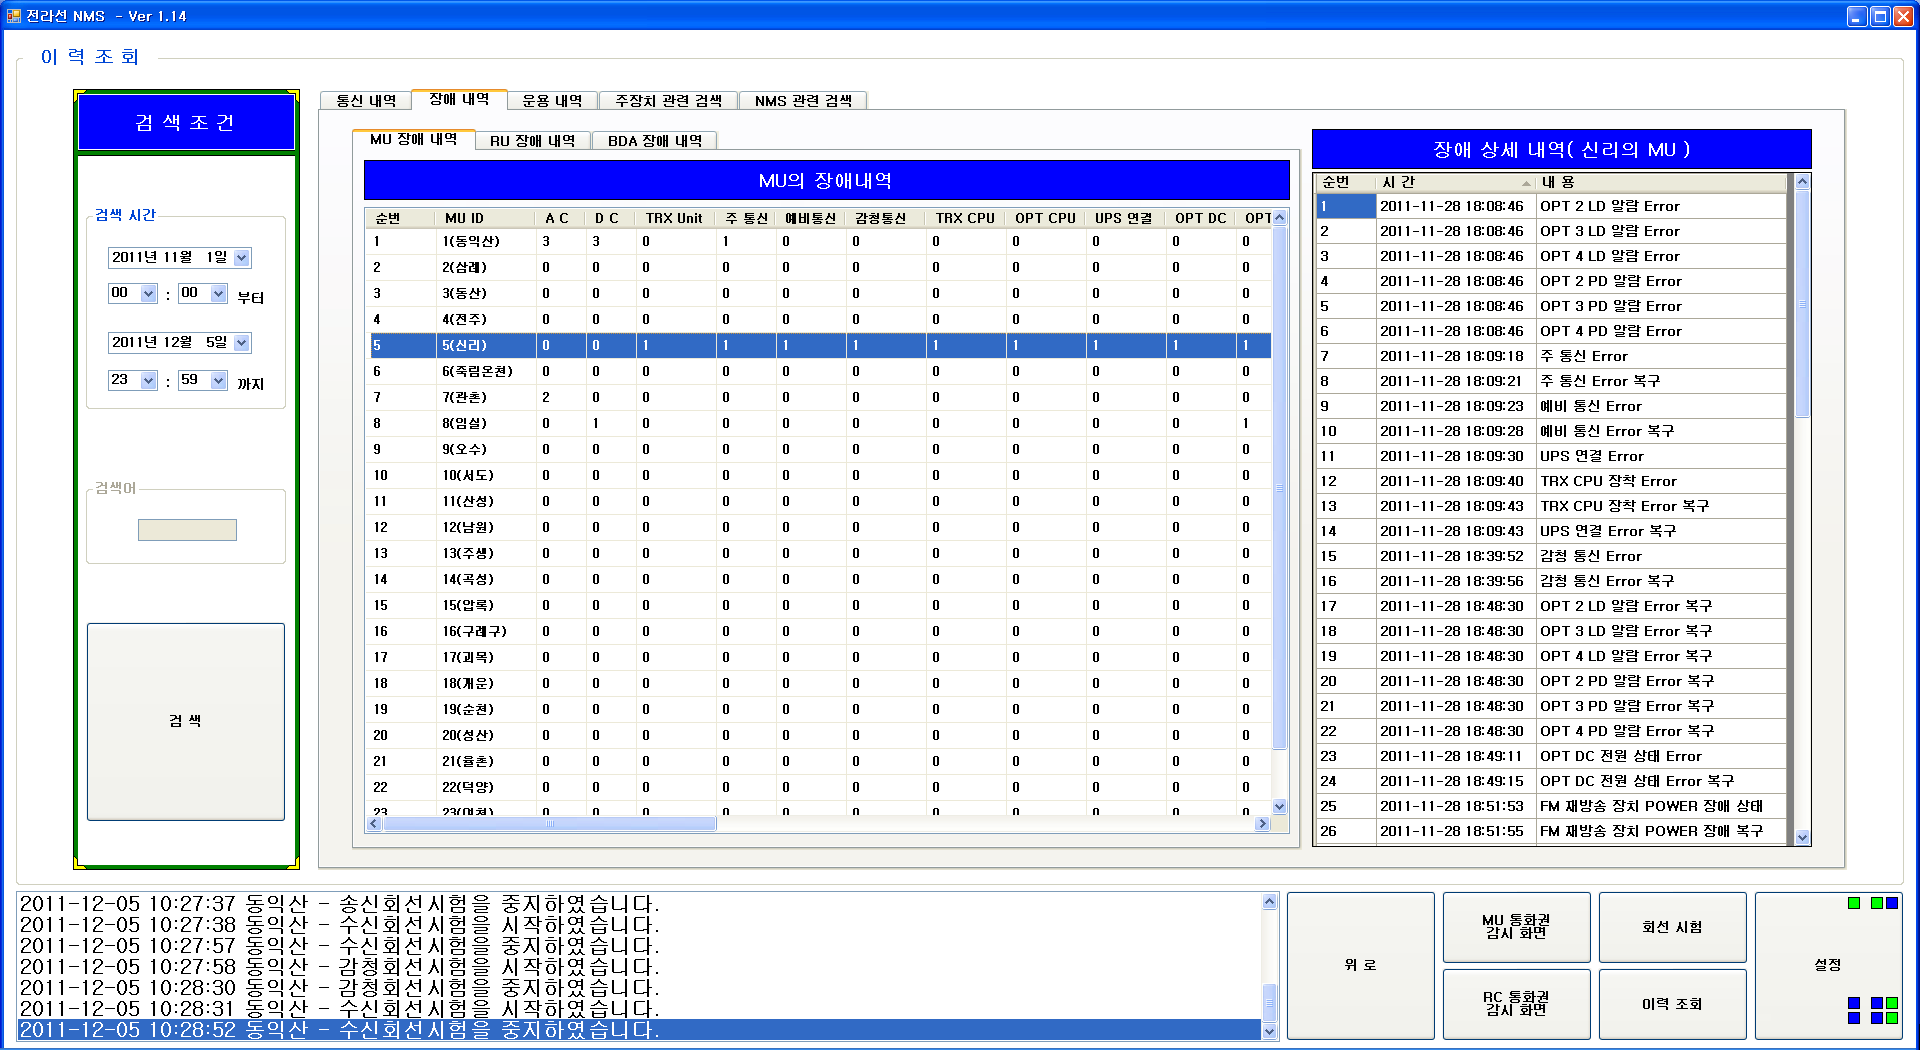 전라선 NMS - Ver 1.14
이 력 조 회
검 색 조 건
검색 시간
2011년 11월 1일
00 : 00 부터
2011년 12월 5일
23 : 59 까지
검색어
검 색
통신 내역 장애 내역 운용 내역 주장치 관련 검색 NMS 관련 검색
MU 장애 내역 RU 장애 내역 BDA 장애 내역
MU의 장애내역
순번 MU ID A C D C TRX Unit 주 통신 예비통신 감청통신 TRX CPU OPT CPU UPS 연결 OPT DC OPT
1 1(동익산) 3 3 0 1 0 0 0 0 0 0 0
2 2(삼례) 0 0 0 0 0 0 0 0 0 0 0
3 3(동산) 0 0 0 0 0 0 0 0 0 0 0
4 4(전주) 0 0 0 0 0 0 0 0 0 0 0
5 5(신리) 0 0 1 1 1 1 1 1 1 1 1
6 6(죽림온천) 0 0 0 0 0 0 0 0 0 0 0
7 7(관촌) 2 0 0 0 0 0 0 0 0 0 0
8 8(임실) 0 1 0 0 0 0 0 0 0 0 1
9 9(오수) 0 0 0 0 0 0 0 0 0 0 0
10 10(서도) 0 0 0 0 0 0 0 0 0 0 0
11 11(산성) 0 0 0 0 0 0 0 0 0 0 0
12 12(남원) 0 0 0 0 0 0 0 0 0 0 0
13 13(주생) 0 0 0 0 0 0 0 0 0 0 0
14 14(곡성) 0 0 0 0 0 0 0 0 0 0 0
15 15(압록) 0 0 0 0 0 0 0 0 0 0 0
16 16(구례구) 0 0 0 0 0 0 0 0 0 0 0
17 17(괴목) 0 0 0 0 0 0 0 0 0 0 0
18 18(개운) 0 0 0 0 0 0 0 0 0 0 0
19 19(순천) 0 0 0 0 0 0 0 0 0 0 0
20 20(성산) 0 0 0 0 0 0 0 0 0 0 0
21 21(율촌) 0 0 0 0 0 0 0 0 0 0 0
22 22(덕양) 0 0 0 0 0 0 0 0 0 0 0
23 23(여천) 0 0 0 0 0 0 0 0 0 0 0
장애 상세 내역( 신리의 MU )
순번 시 간 내 용
1 2011-11-28 18:08:46 OPT 2 LD 알람 Error
2 2011-11-28 18:08:46 OPT 3 LD 알람 Error
3 2011-11-28 18:08:46 OPT 4 LD 알람 Error
4 2011-11-28 18:08:46 OPT 2 PD 알람 Error
5 2011-11-28 18:08:46 OPT 3 PD 알람 Error
6 2011-11-28 18:08:46 OPT 4 PD 알람 Error
7 2011-11-28 18:09:18 주 통신 Error
8 2011-11-28 18:09:21 주 통신 Error 복구
9 2011-11-28 18:09:23 예비 통신 Error
10 2011-11-28 18:09:28 예비 통신 Error 복구
11 2011-11-28 18:09:30 UPS 연결 Error
12 2011-11-28 18:09:40 TRX CPU 장착 Error
13 2011-11-28 18:09:43 TRX CPU 장착 Error 복구
14 2011-11-28 18:09:43 UPS 연결 Error 복구
15 2011-11-28 18:39:52 감청 통신 Error
16 2011-11-28 18:39:56 감청 통신 Error 복구
17 2011-11-28 18:48:30 OPT 2 LD 알람 Error 복구
18 2011-11-28 18:48:30 OPT 3 LD 알람 Error 복구
19 2011-11-28 18:48:30 OPT 4 LD 알람 Error 복구
20 2011-11-28 18:48:30 OPT 2 PD 알람 Error 복구
21 2011-11-28 18:48:30 OPT 3 PD 알람 Error 복구
22 2011-11-28 18:48:30 OPT 4 PD 알람 Error 복구
23 2011-11-28 18:49:11 OPT DC 전원 상태 Error
24 2011-11-28 18:49:15 OPT DC 전원 상태 Error 복구
25 2011-11-28 18:51:53 FM 재방송 장치 POWER 장애 상태
26 2011-11-28 18:51:55 FM 재방송 장치 POWER 장애 복구
2011-12-05 10:27:37 동익산 - 송신회선시험을 중지하였습니다.
2011-12-05 10:27:38 동익산 - 수신회선시험을 시작하였습니다.
2011-12-05 10:27:57 동익산 - 수신회선시험을 중지하였습니다.
2011-12-05 10:27:58 동익산 - 감청회선시험을 시작하였습니다.
2011-12-05 10:28:30 동익산 - 감청회선시험을 중지하였습니다.
2011-12-05 10:28:31 동익산 - 수신회선시험을 시작하였습니다.
2011-12-05 10:28:52 동익산 - 수신회선시험을 중지하였습니다.
위 로
MU 통화권
감시 화면
회선 시험
설정
RC 통화권
감시 화면
이력 조회